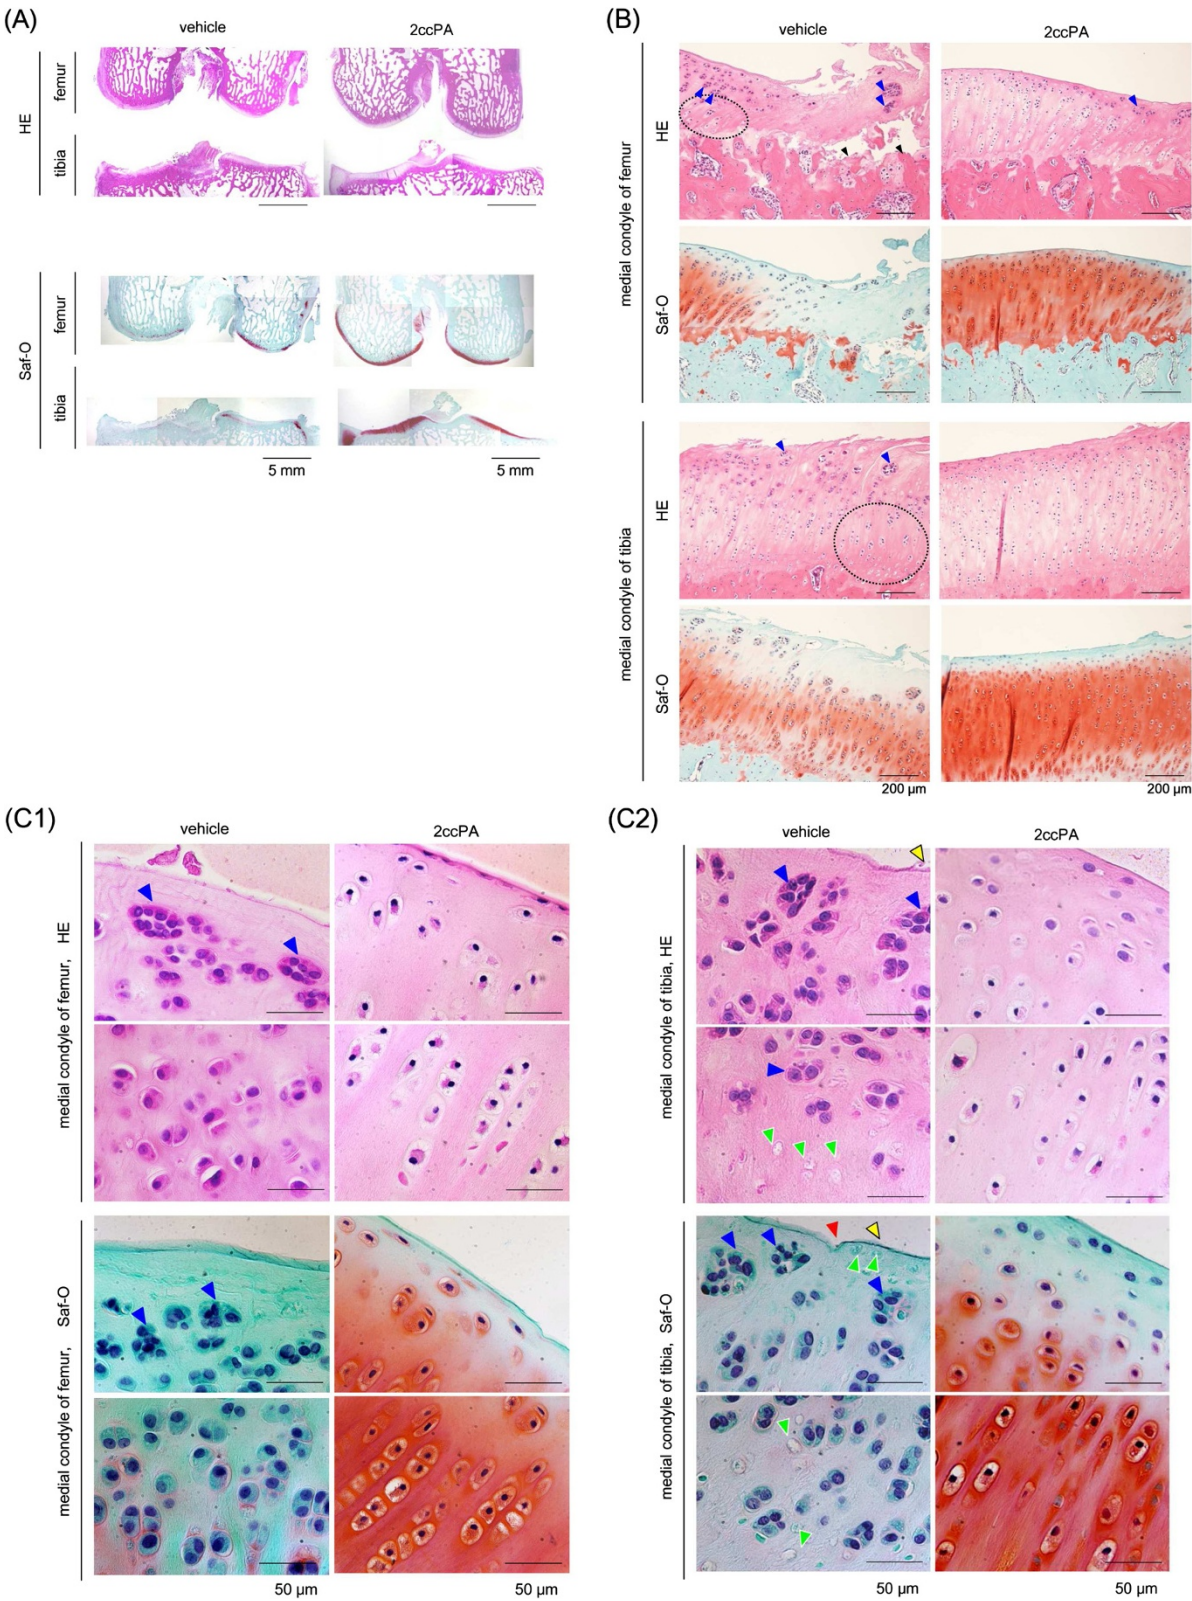 (A)
vehicle
2ccPA
HE
femur
tibia
Saf-O
femur
tibia
5 mm
5 mm
(B)
vehicle
2ccPA
medial condyle of femur
HE
Saf-O
medial condyle of tibia
HE
Saf-O
200 µm
200 µm
(C1)
vehicle
2ccPA
medial condyle of femur, HE
medial condyle of femur, Saf-O
50 µm
50 µm
(C2)
vehicle
2ccPA
medial condyle of tibia, HE
medial condyle of tibia, Saf-O
50 µm
50 µm